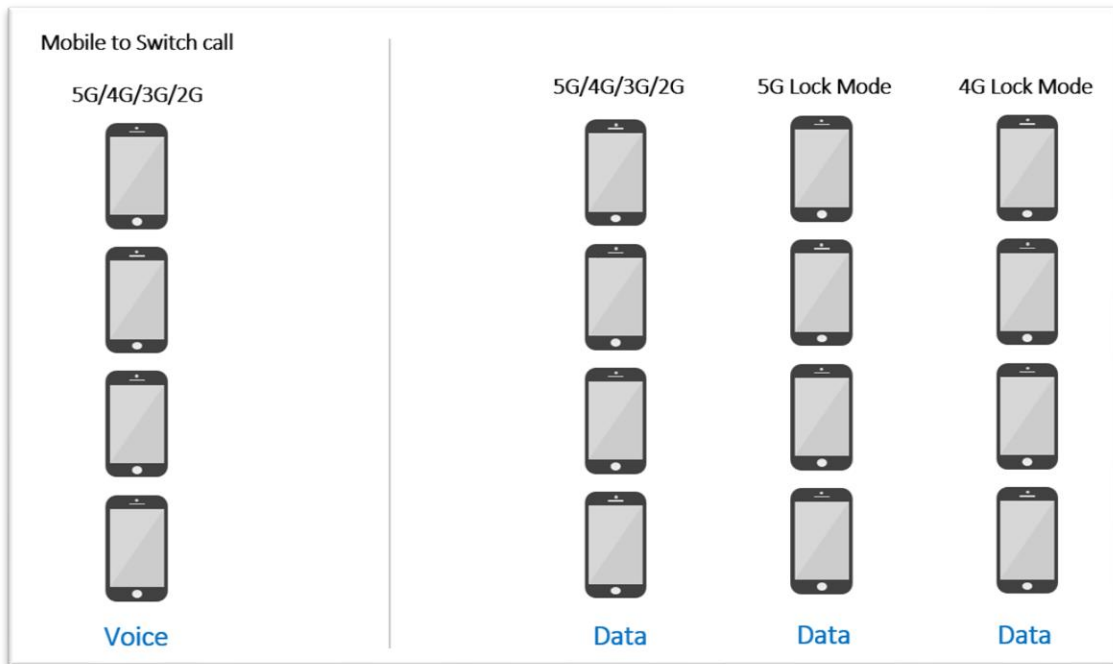 Mobile to Switch call
5G/4G/3G/2G
5G/4G/3G/2G
5G Lock Mode
4G Lock Mode
Voice
Data
Data
Data